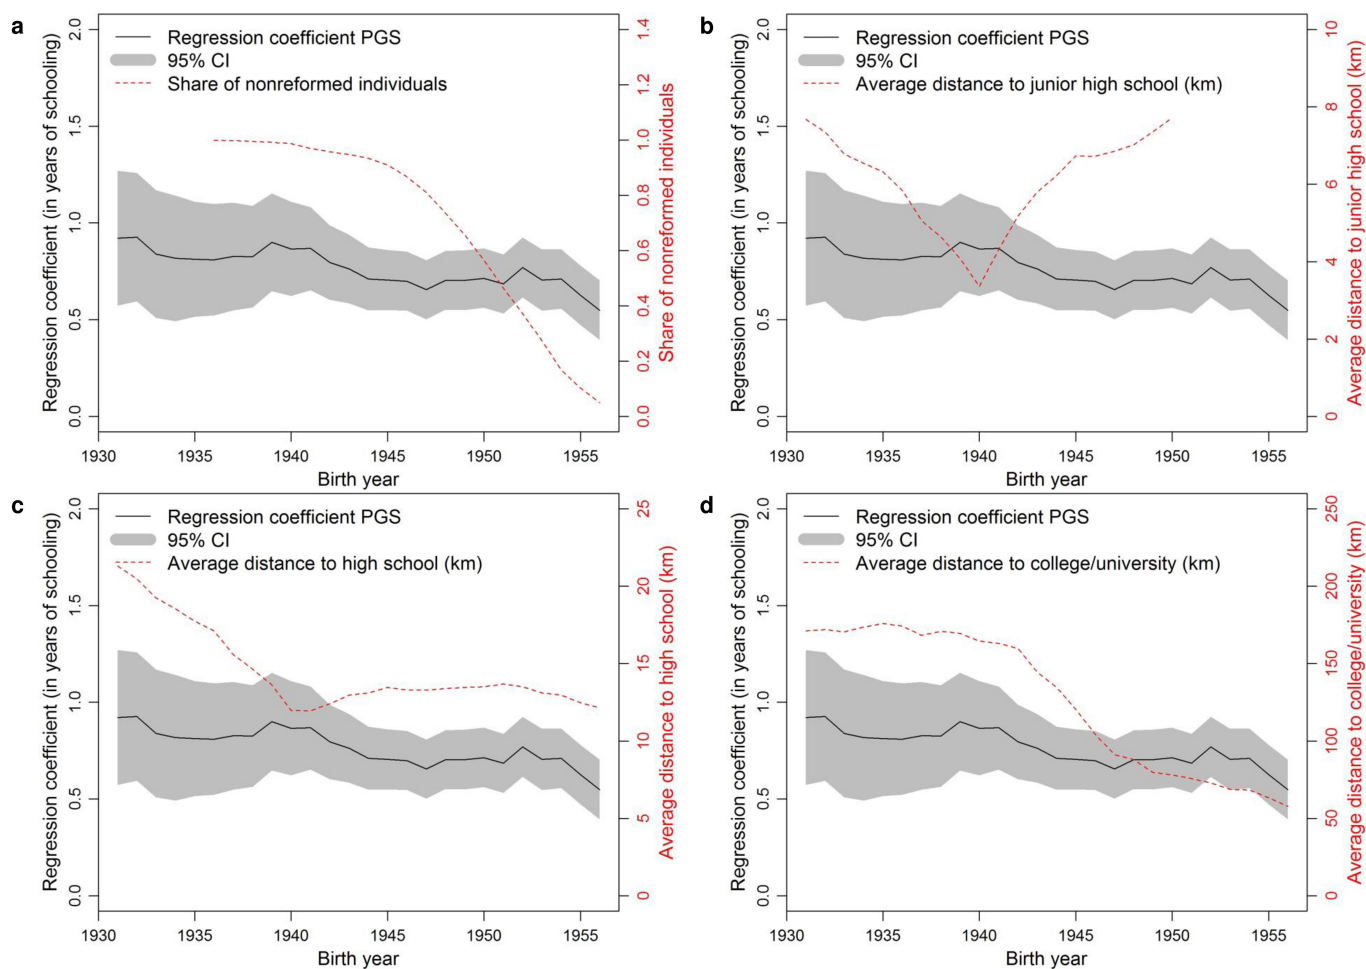 a
Regression coefficient PGS
95% CI
Share of nonreformed individuals
Regression coefficient (in years of schooling)
0.0 0.5 1.0 1.5 2.0
Share of nonreformed individuals
0.0 0.2 0.4 0.6 0.8 1.0 1.2 1.4
1930 1935 1940 1945 1950 1955
Birth year
b
Regression coefficient PGS
95% CI
Average distance to junior high school (km)
Regression coefficient (in years of schooling)
0.0 0.5 1.0 1.5 2.0
Average distance to junior high school (km)
0 2 4 6 8 10
1930 1935 1940 1945 1950 1955
Birth year
c
Regression coefficient PGS
95% CI
Average distance to high school (km)
Regression coefficient (in years of schooling)
0.0 0.5 1.0 1.5 2.0
Average distance to high school (km)
0 5 10 15 20 25
1930 1935 1940 1945 1950 1955
Birth year
d
Regression coefficient PGS
95% CI
Average distance to college/university (km)
Regression coefficient (in years of schooling)
0.0 0.5 1.0 1.5 2.0
Average distance to college/university (km)
0 50 100 150 200 250
1930 1935 1940 1945 1950 1955
Birth year